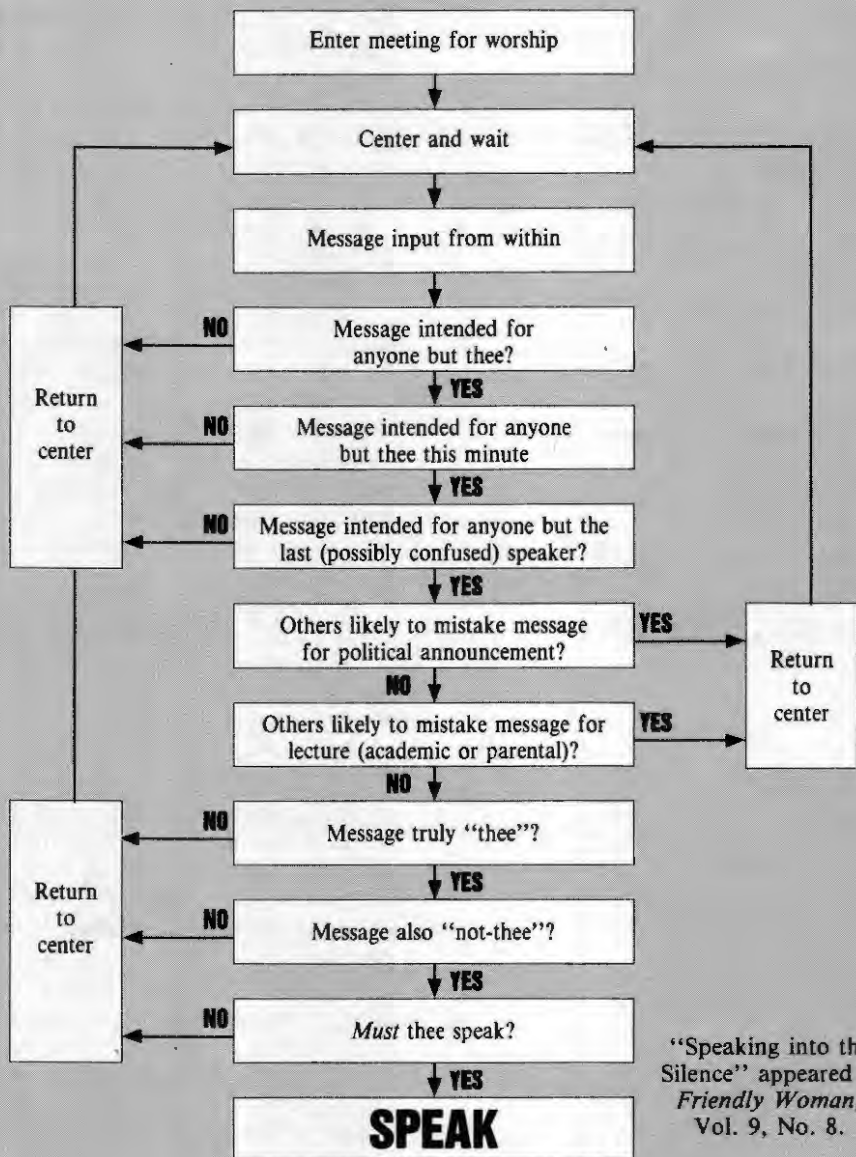 Enter meeting for worship
Center and wait
Message input from within
Message intended for
anyone but thee?
NO
YES
Message intended for anyone
but thee this minute
NO
YES
Message intended for anyone but the
last (possibly confused) speaker?
NO
YES
Return
to
center
Others likely to mistake message
for political announcement?
YES
NO
Others likely to mistake message for
lecture (academic or parental)?
YES
NO
Return
to
center
Message truly “thee”?
NO
YES
Message also “not-thee”?
NO
YES
Must thee speak?
NO
YES
Return
to
center
SPEAK
“Speaking into
Silence” appeared
Friendly Woman
Vol. 9, No. 8.